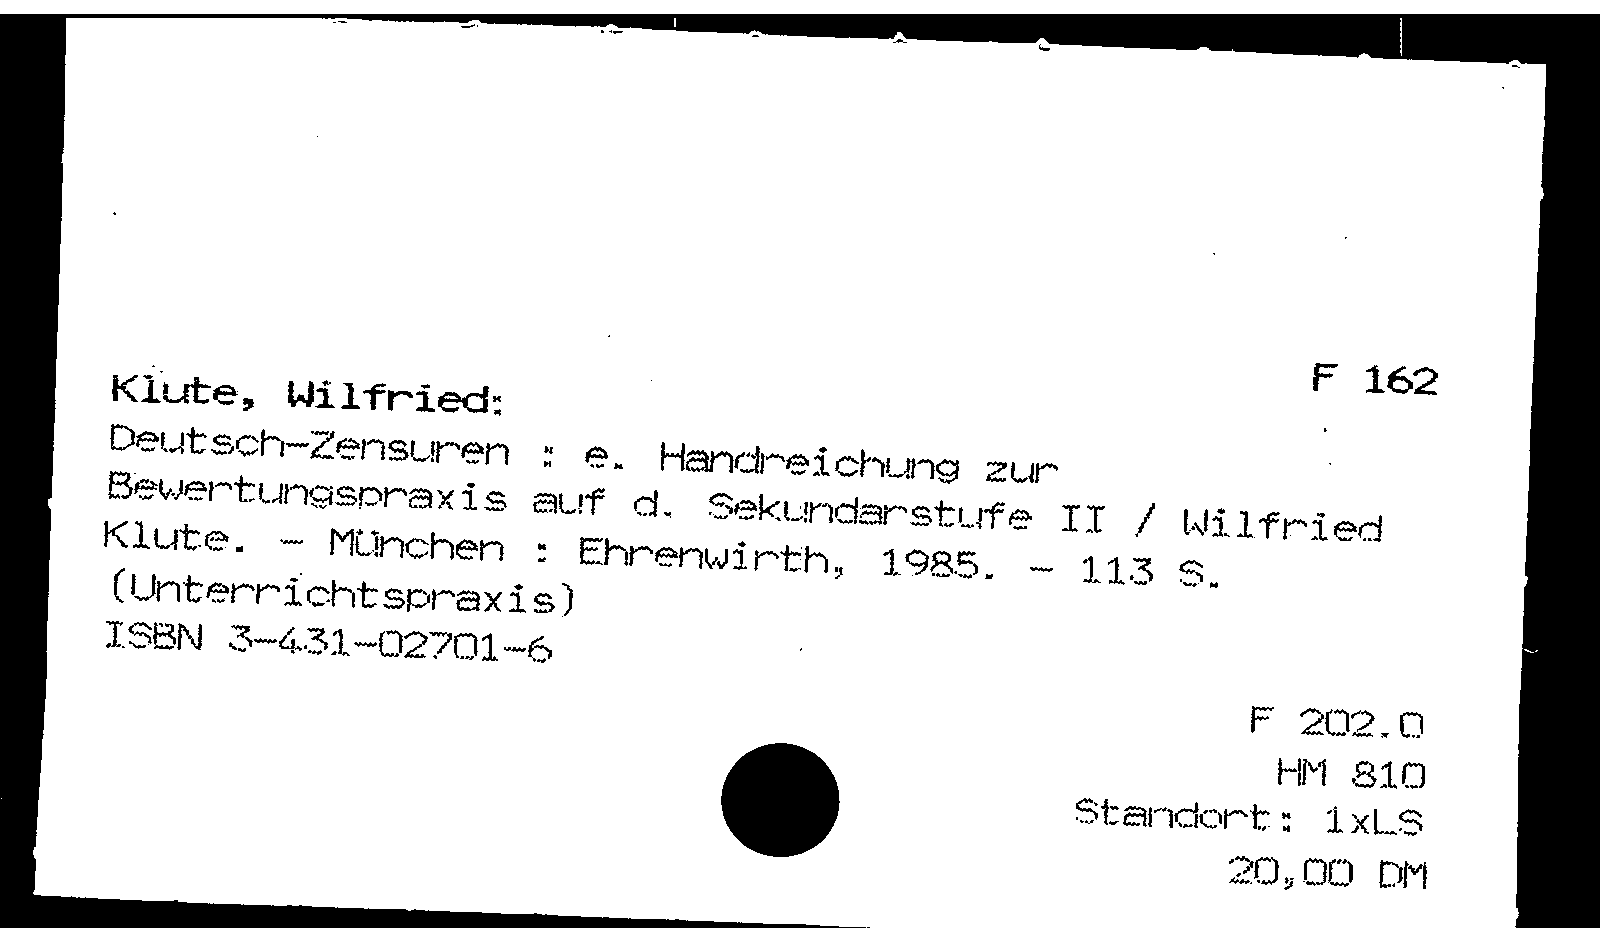 F 162
Klute, Wilfried:
Deutsch-Zensuren : e. Handreichung zur
Bewertungspraxis auf d. Sekundarstufe II / Wilfried
Klute. - München : Ehrenwirth, 1985. - 113 S.
(Unterrichtspraxis)
ISBN 3-431-02701-6
F 202.0
HM 810
Standort: 1xLS
20,00 DM